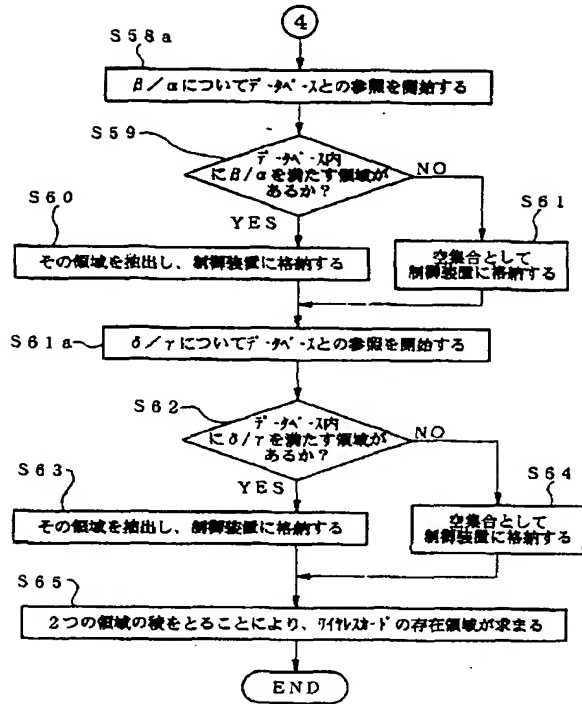 4
S58a
β/αについてデータベースとの参照を開始する
S59
データベース内
にβ/αを満たす領域が
あるか?
NO
YES
S60
その領域を抽出し、制御装置に格納する
S61
空集合として
制御装置に格納する
S61a
δ/γについてデータベースとの参照を開始する
S62
データベース内
にδ/γを満たす領域が
あるか?
NO
YES
S63
その領域を抽出し、制御装置に格納する
S64
空集合として
制御装置に格納する
S65
2つの領域の積をとることにより、ワイヤレスカードの存在領域が求まる
END